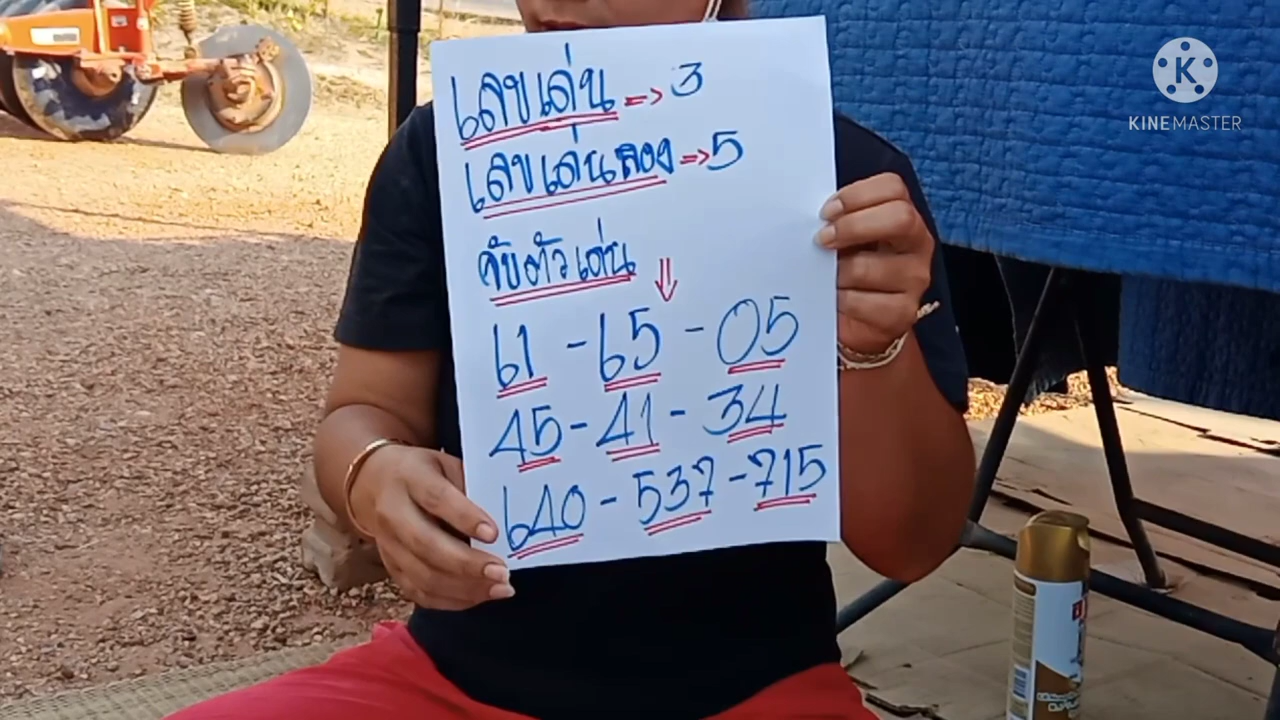 เลขเด่น => 3
เลขเด่นสอง => 5
จับตัวเด่น
61 - 65 - 05
45 - 41 - 34
640 - 537 - 715
K
KINEMASTER